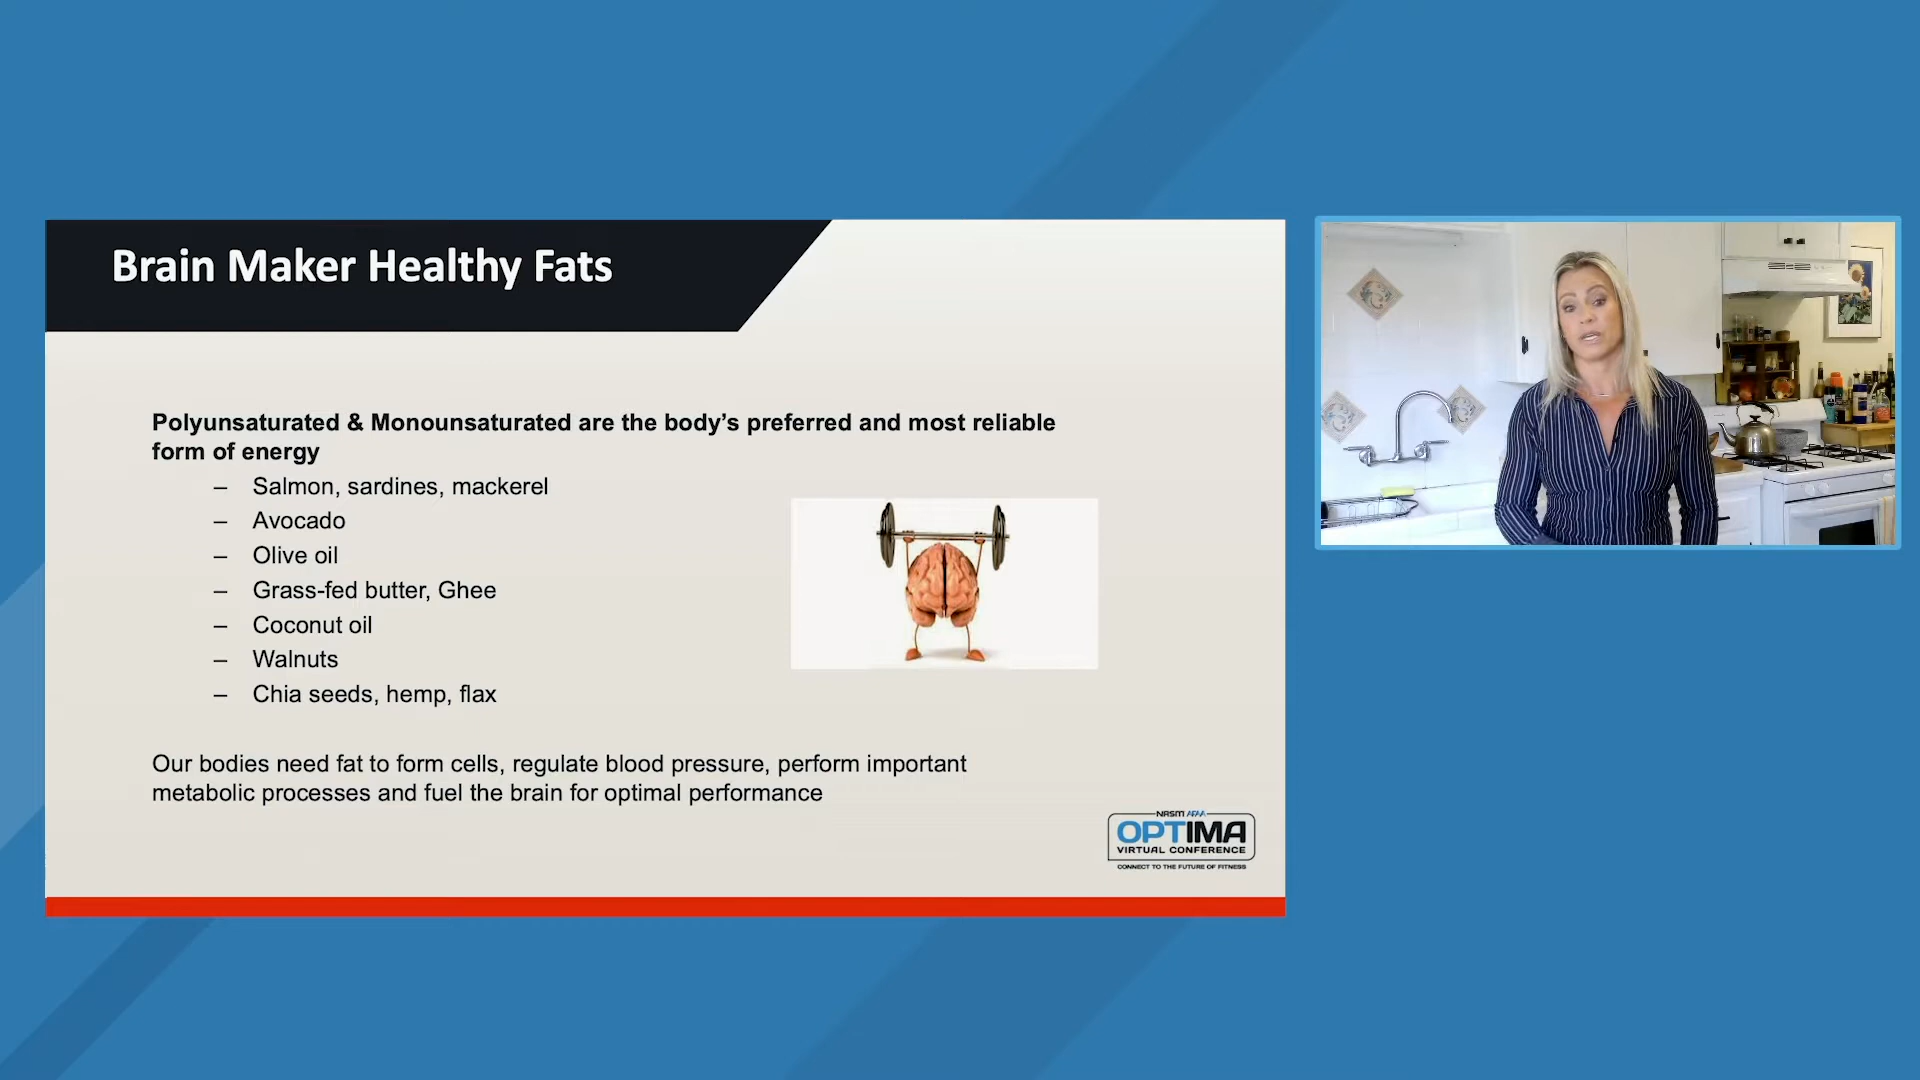 Brain Maker Healthy Fats
Polyunsaturated & Monounsaturated are the body’s preferred and most reliable
form of energy
– Salmon, sardines, mackerel
– Avocado
– Olive oil
– Grass-fed butter, Ghee
– Coconut oil
– Walnuts
– Chia seeds, hemp, flax
Our bodies need fat to form cells, regulate blood pressure, perform important
metabolic processes and fuel the brain for optimal performance
NASM AFAA
OPTIMA
VIRTUAL CONFERENCE
CONNECT TO THE FUTURE OF FITNESS